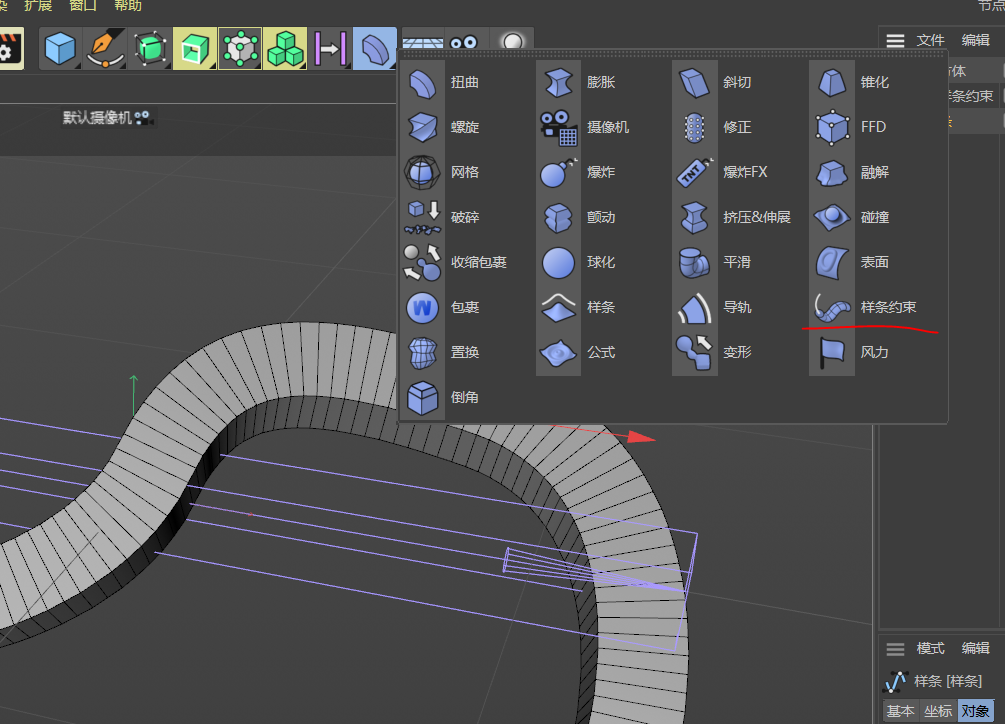 扩展 窗口 帮助
节点
文件 编辑
默认摄像机
扭曲 膨胀 斜切 锥化
螺旋 摄像机 修正 FFD
网格 爆炸 爆炸FX 融解
破碎 颤动 挤压&伸展 碰撞
收缩包裹 球化 平滑 表面
包裹 样条 导轨 样条约束
置换 公式 变形 风力
倒角
W
TNT
模式 编辑
样条 [样条]
基本 坐标 对象